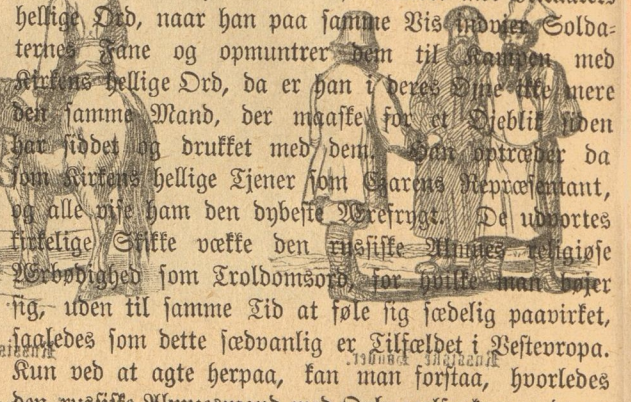 hellige Ord, naar han paa samme Vis indvier Solda-
ternes Fane og opmuntrer dem til Kampen med
Kirkens hellige Ord, da er han i deres Øjne ikke mere
den samme Mand, der maaske for et Øjeblik siden
har siddet og drukket med dem. Han optræder da
som Kirkens hellige Tjener som Czarens Repræsentant,
og alle vise ham den dybeste Ærefrygt. De udvortes
kirkelige Skikke vække den russiske Almues religiøse
Ærbødighed som Troldomsord, for hvilke man bøjer
sig, uden til samme Tid at føle sig sædelig paavirket,
saaledes som dette sædvanlig er Tilfældet i Vesteuropa.
Kun ved at agte herpaa, kan man forstaa, hvorledes
den russiske